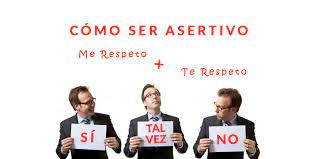 CÓMO SER ASERTIVO
Me Respeto
+
Te Respeto
SÍ
TAL
VEZ
NO